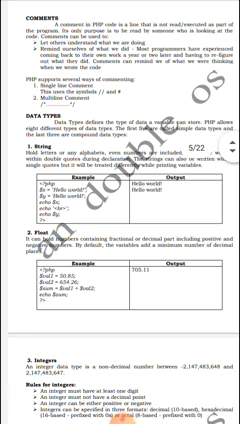 COMMENTS
A comment in PHP code is a line that is not read/executed as part of
the program. Its only purpose is to be read by someone who is looking at the
code. Comments can be used to:
➢ Let others understand what we are doing
➢ Remind ourselves of what we did - Most programmers have experienced
coming back to their own work a year or two later and having to re-figure
out what they did. Comments can remind we of what we were thinking
when we wrote the code
PHP supports several ways of commenting:
1. Single line Comment
This uses the symbols // and #
2. Multiline Comment
/*...............*/
DATA TYPES
Data Types defines the type of data a variable can store. PHP allows
eight different types of data types. The first five are called simple data types and
the last three are compound data types:
1. String
Hold letters or any alphabets, even numbers are included.
5/22
within double quotes during declaration. The strings can also be written
single quotes but it will be treated differently while printing variables.
Example Output
<?php
$x = "Hello world!";
$y = 'Hello world!';
echo $x;
echo "<br>";
echo $y;
?>
Hello world!
Hello world!
2. Float
It can hold numbers containing fractional or decimal part including positive and
negative numbers. By default, the variables add a minimum number of decimal
places.
Example Output
<?php
$val1 = 50.85;
$val2 = 654.26;
$sum = $val1 + $val2;
echo $sum;
?>
705.11
3. Integers
An integer data type is a non-decimal number between -2,147,483,648 and
2,147,483,647.
Rules for integers:
➢ An integer must have at least one digit
➢ An integer must not have a decimal point
➢ An integer can be either positive or negative
➢ Integers can be specified in three formats: decimal (10-based), hexadecimal
(16-based - prefixed with 0x) or octal (8-based - prefixed with 0)